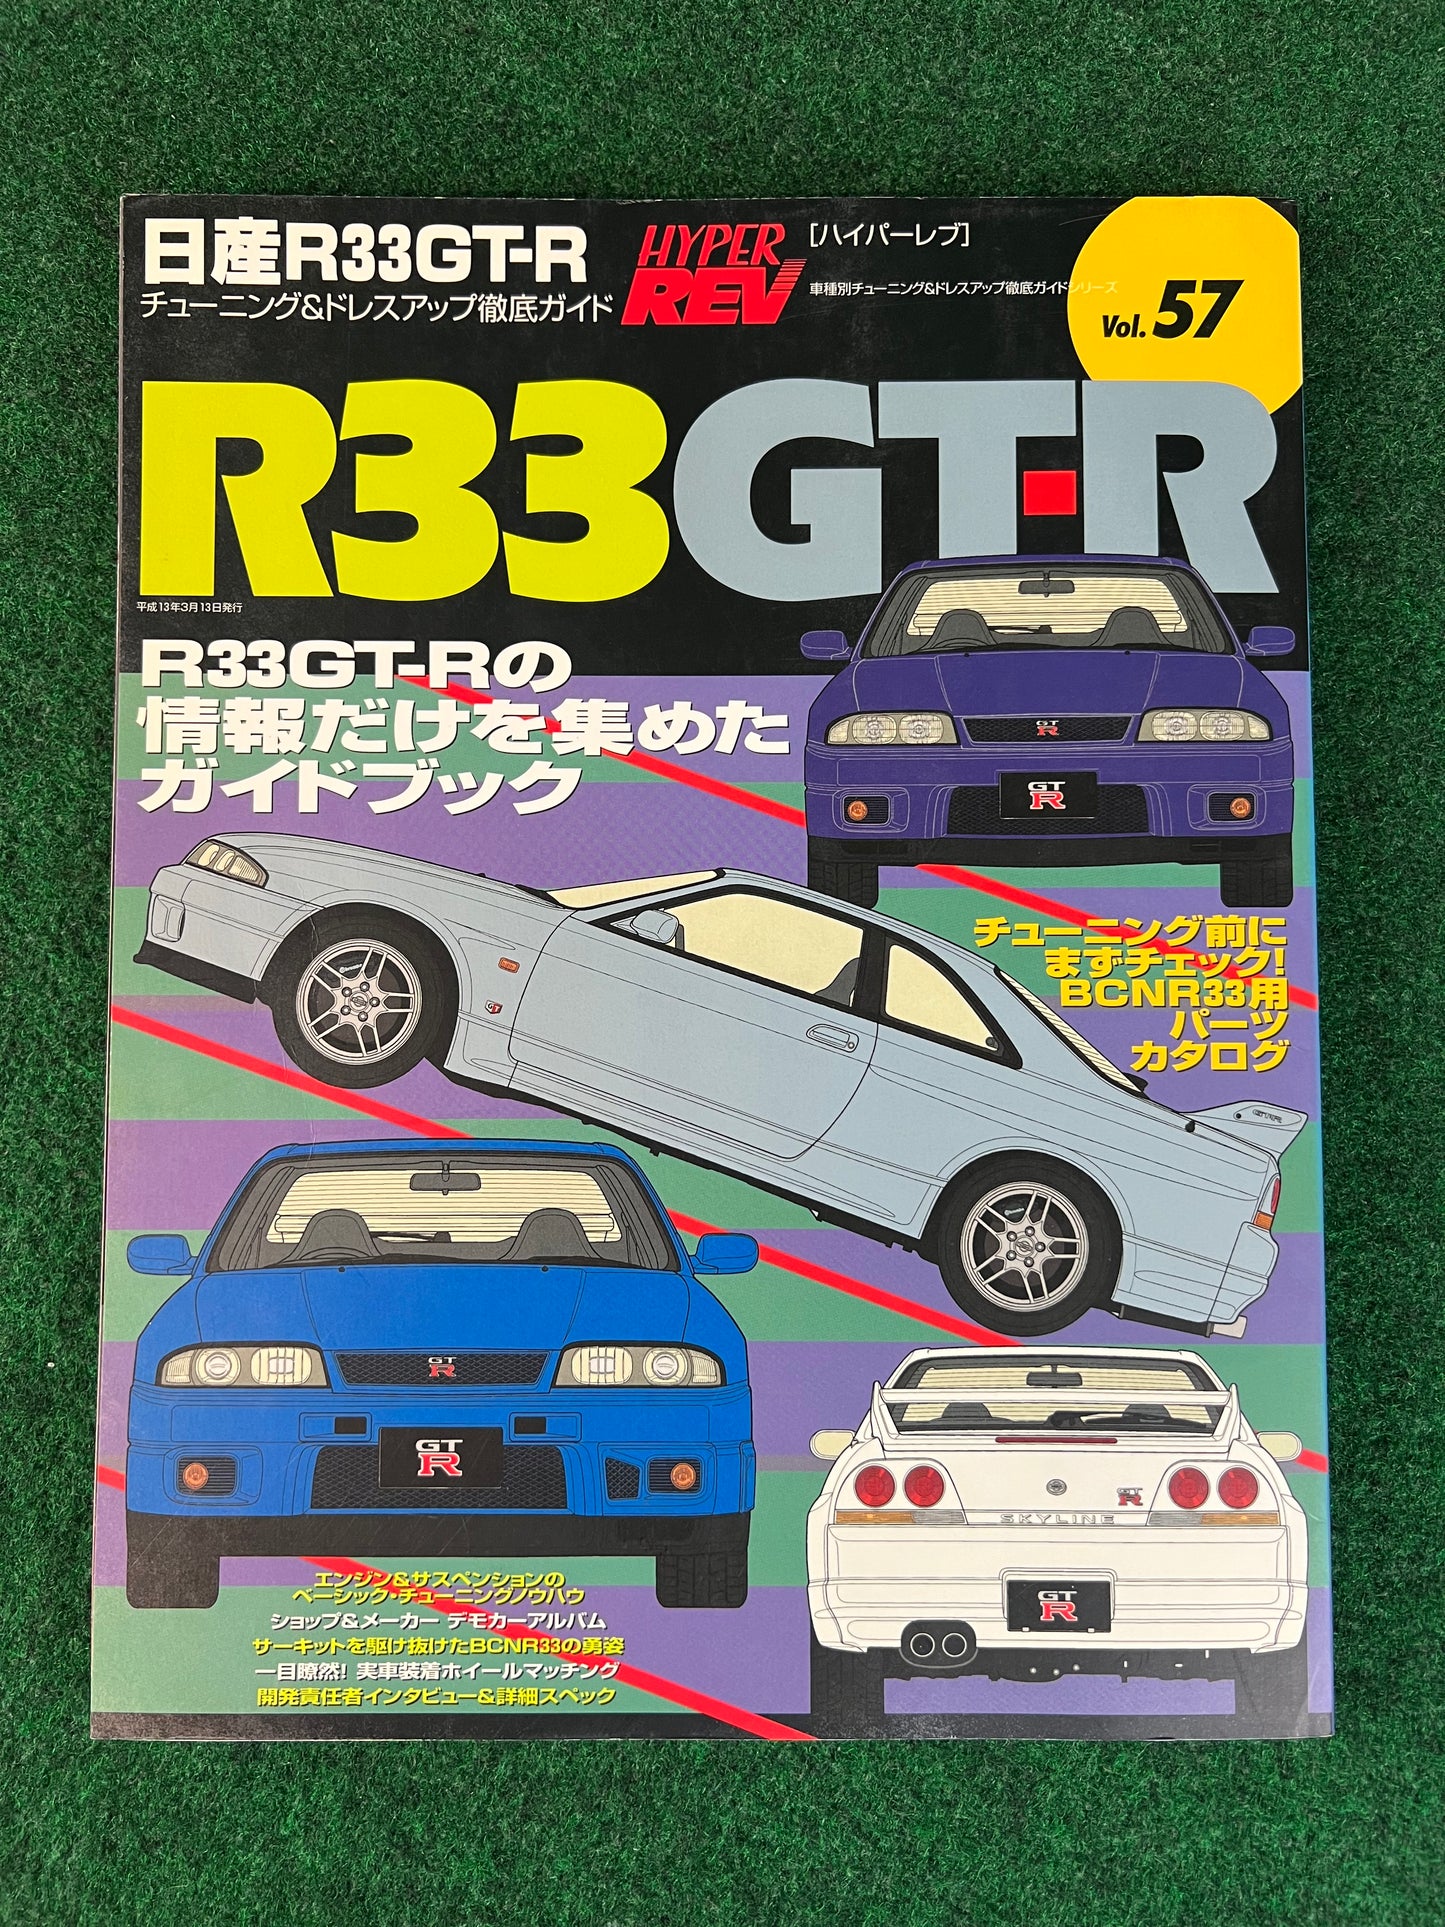 日産R33GT-R
チューニング&ドレスアップ徹底ガイド
HYPER
REV
[ハイパーレブ]
車種別チューニング&ドレスアップ徹底ガイドシリーズ
Vol. 57
R33GT-R
平成13年3月13日発行
R33GT-Rの
情報だけを集めた
ガイドブック
GT
R
GT
R
チューニング前に
まずチェック!
BCNR33用
パーツ
カタログ
GT-R
GT
R
GT
R
GT
R
SKYLINE
GT
R
エンジン&サスペンションの
ベーシック・チューニングノウハウ
ショップ&メーカー デモカーアルバム
サーキットを駆け抜けたBCNR33の勇姿
一目瞭然! 実車装着ホイールマッチング
開発責任者インタビュー&詳細スペック